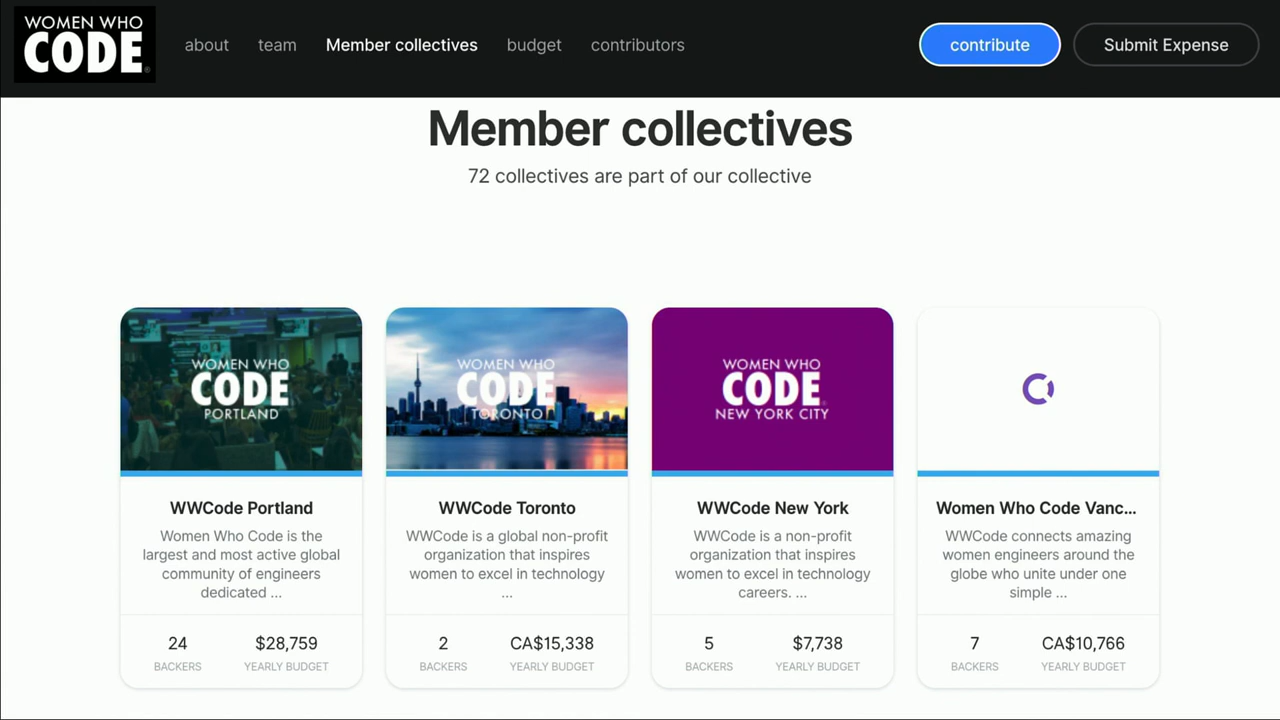 WOMEN WHO
CODE®
about team Member collectives budget contributors contribute Submit Expense
Member collectives
72 collectives are part of our collective
WOMEN WHO
CODE
PORTLAND
WWCode Portland
Women Who Code is the
largest and most active global
community of engineers
dedicated ...
24 $28,759
BACKERS YEARLY BUDGET
WOMEN WHO
CODE
TORONTO
WWCode Toronto
WWCode is a global non-profit
organization that inspires
women to excel in technology
...
2 CA$15,338
BACKERS YEARLY BUDGET
WOMEN WHO
CODE
NEW YORK CITY
WWCode New York
WWCode is a non-profit
organization that inspires
women to excel in technology
careers. ...
5 $7,738
BACKERS YEARLY BUDGET
Women Who Code Vanc...
WWCode connects amazing
women engineers around the
globe who unite under one
simple ...
7 CA$10,766
BACKERS YEARLY BUDGET